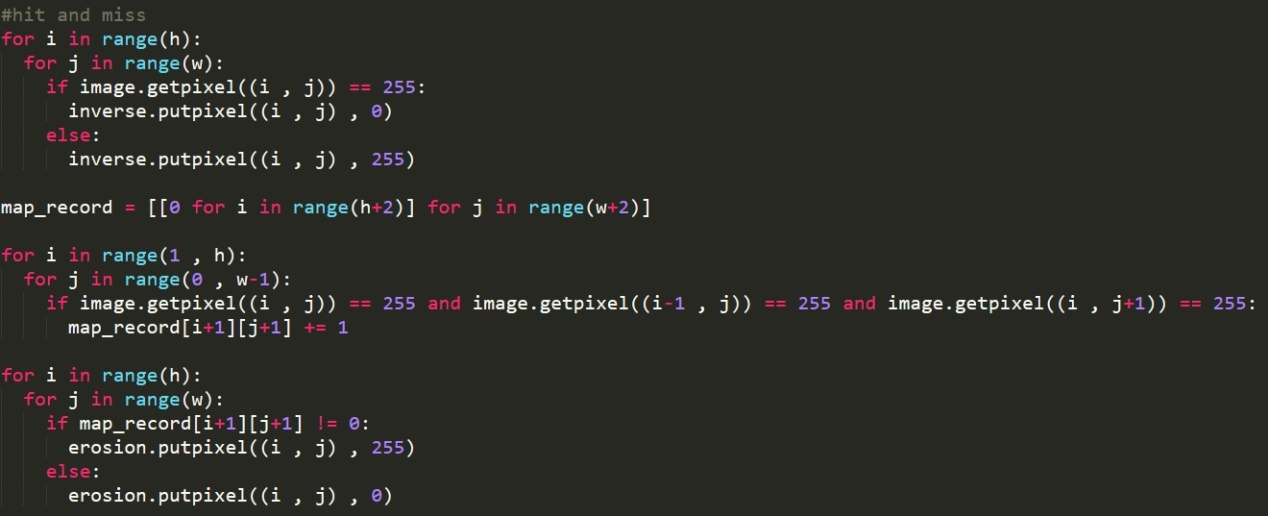 #hit and miss
for i in range(h):
  for j in range(w):
    if image.getpixel((i , j)) == 255:
      inverse.putpixel((i , j) , 0)
    else:
      inverse.putpixel((i , j) , 255)

map_record = [[0 for i in range(h+2)] for j in range(w+2)]

for i in range(1 , h):
  for j in range(0 , w-1):
    if image.getpixel((i , j)) == 255 and image.getpixel((i-1 , j)) == 255 and image.getpixel((i , j+1)) == 255:
      map_record[i+1][j+1] += 1

for i in range(h):
  for j in range(w):
    if map_record[i+1][j+1] != 0:
      erosion.putpixel((i , j) , 255)
    else:
      erosion.putpixel((i , j) , 0)